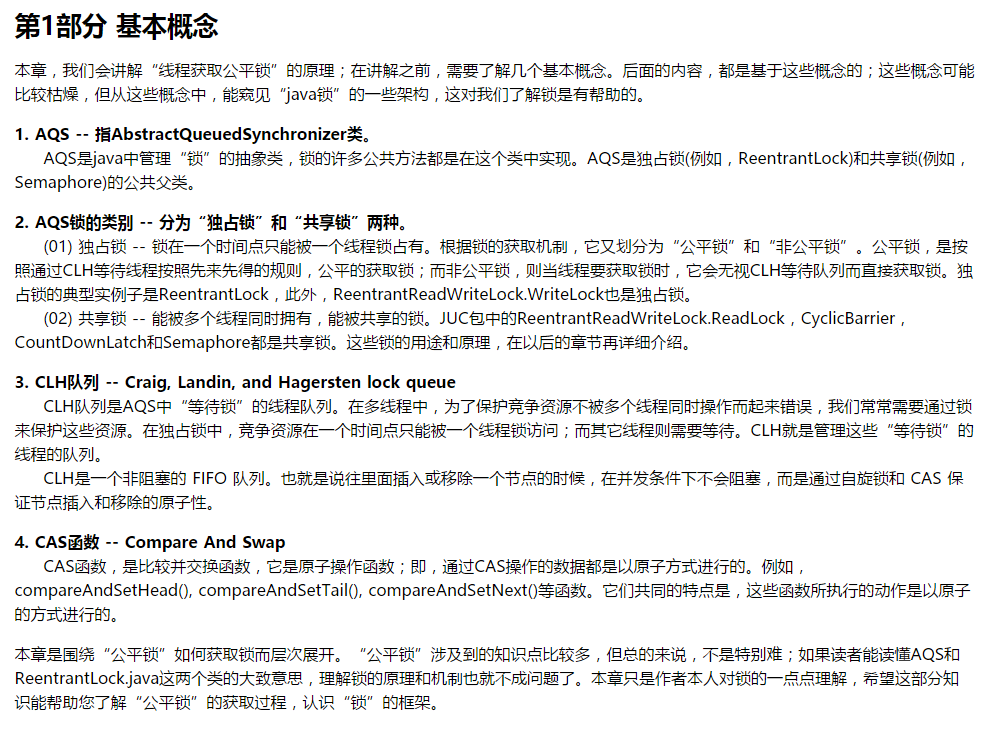 第1部分 基本概念
本章，我们会讲解“线程获取公平锁”的原理；在讲解之前，需要了解几个基本概念。后面的内容，都是基于这些概念的；这些概念可能
比较枯燥，但从这些概念中，能窥见“java锁”的一些架构，这对我们了解锁是有帮助的。
1. AQS -- 指AbstractQueuedSynchronizer类。
AQS是java中管理“锁”的抽象类，锁的许多公共方法都是在这个类中实现。AQS是独占锁(例如，ReentrantLock)和共享锁(例如，
Semaphore)的公共父类。
2. AQS锁的类别 -- 分为“独占锁”和“共享锁”两种。
(01) 独占锁 -- 锁在一个时间点只能被一个线程锁占有。根据锁的获取机制，它又划分为“公平锁”和“非公平锁”。公平锁，是按
照通过CLH等待线程按照先来先得的规则，公平的获取锁；而非公平锁，则当线程要获取锁时，它会无视CLH等待队列而直接获取锁。独
占锁的典型实例子是ReentrantLock，此外，ReentrantReadWriteLock.WriteLock也是独占锁。
(02) 共享锁 -- 能被多个线程同时拥有，能被共享的锁。JUC包中的ReentrantReadWriteLock.ReadLock，CyclicBarrier，
CountDownLatch和Semaphore都是共享锁。这些锁的用途和原理，在以后的章节再详细介绍。
3. CLH队列 -- Craig, Landin, and Hagersten lock queue
CLH队列是AQS中“等待锁”的线程队列。在多线程中，为了保护竞争资源不被多个线程同时操作而起来错误，我们常常需要通过锁
来保护这些资源。在独占锁中，竞争资源在一个时间点只能被一个线程锁访问；而其它线程则需要等待。CLH就是管理这些“等待锁”的
线程的队列。
CLH是一个非阻塞的 FIFO 队列。也就是说往里面插入或移除一个节点的时候，在并发条件下不会阻塞，而是通过自旋锁和 CAS 保
证节点插入和移除的原子性。
4. CAS函数 -- Compare And Swap
CAS函数，是比较并交换函数，它是原子操作函数；即，通过CAS操作的数据都是以原子方式进行的。例如，
compareAndSetHead(), compareAndSetTail(), compareAndSetNext()等函数。它们共同的特点是，这些函数所执行的动作是以原子
的方式进行的。
本章是围绕“公平锁”如何获取锁而层次展开。“公平锁”涉及到的知识点比较多，但总的来说，不是特别难；如果读者能读懂AQS和
ReentrantLock.java这两个类的大致意思，理解锁的原理和机制也就不成问题了。本章只是作者本人对锁的一点点理解，希望这部分知
识能帮助您了解“公平锁”的获取过程，认识“锁”的框架。